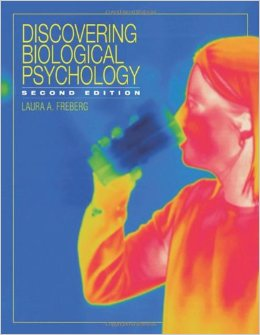 DISCOVERING
BIOLOGICAL
PSYCHOLOGY
SECOND EDITION
LAURA A. FREBERG